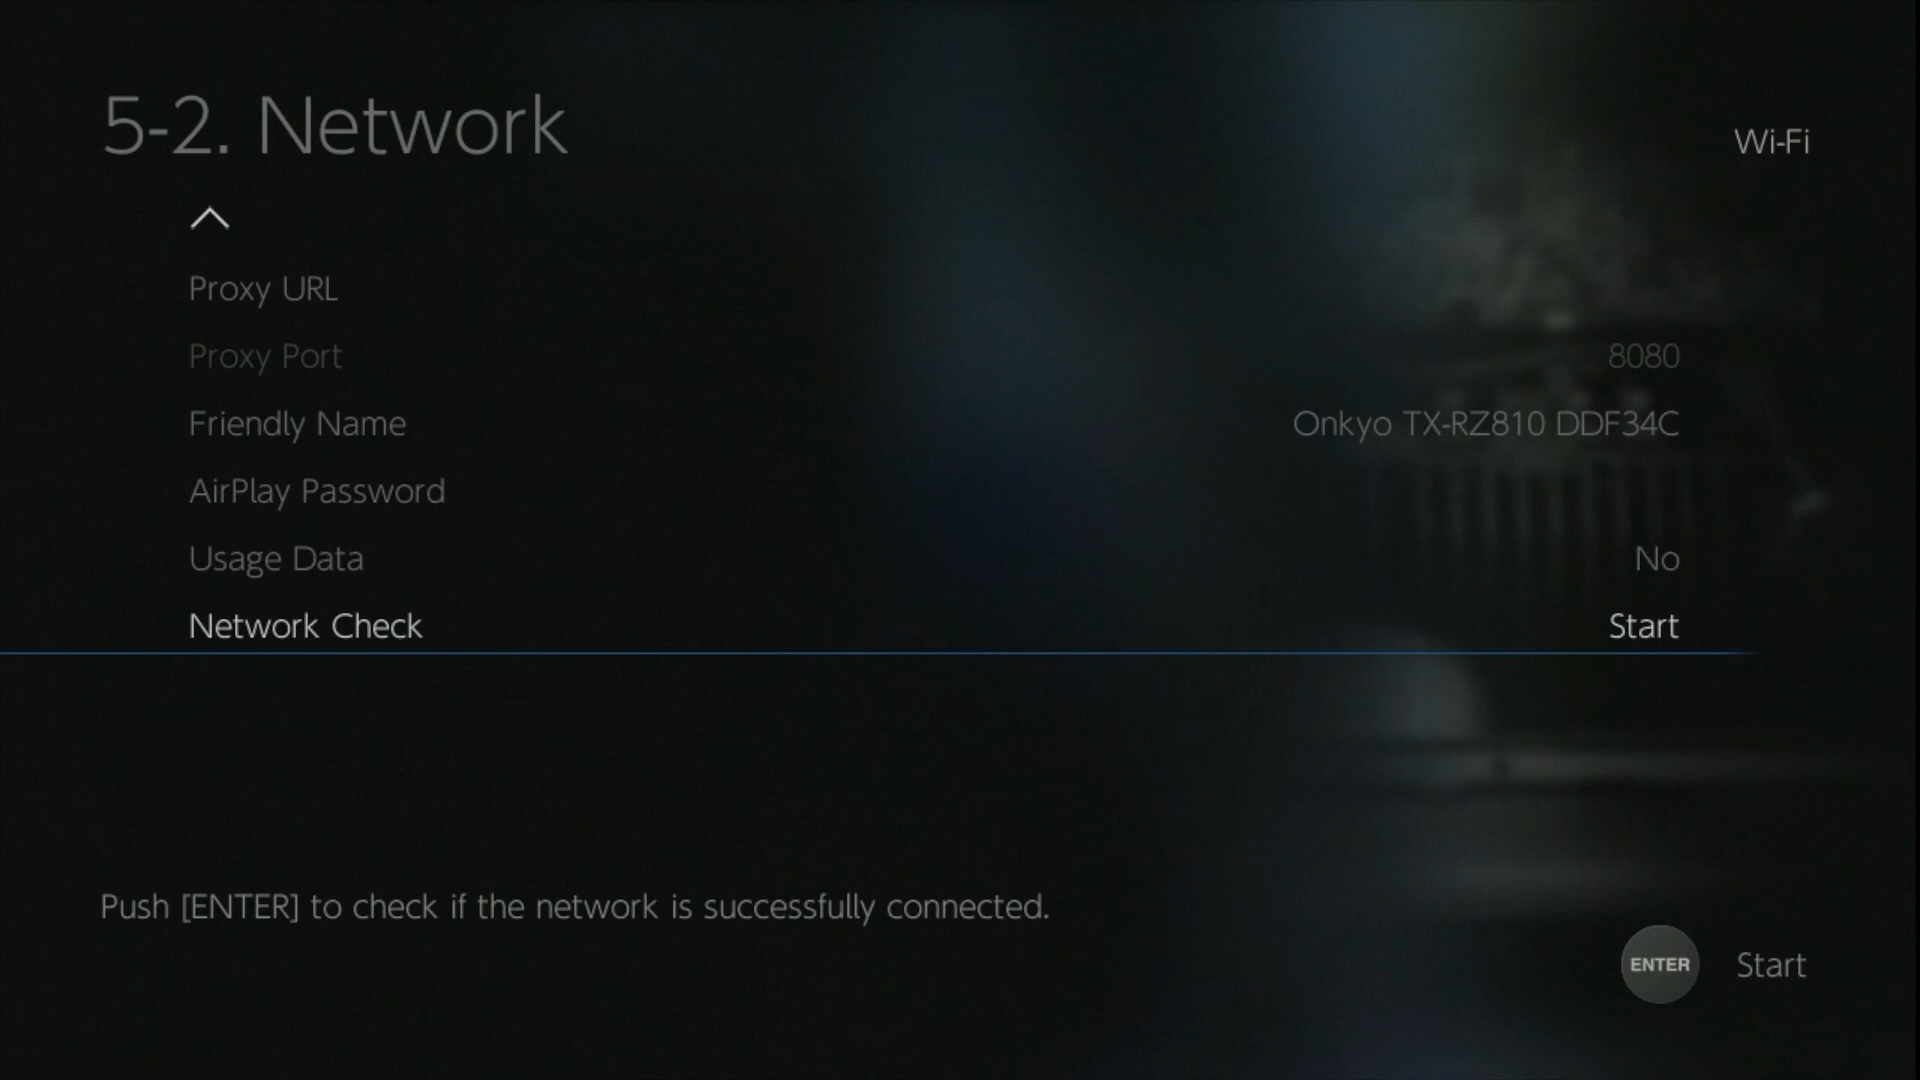 5-2. Network
Wi-Fi
Proxy URL
Proxy Port 8080
Friendly Name Onkyo TX-RZ810 DDF34C
AirPlay Password
Usage Data No
Network Check Start
Push [ENTER] to check if the network is successfully connected.
ENTER Start